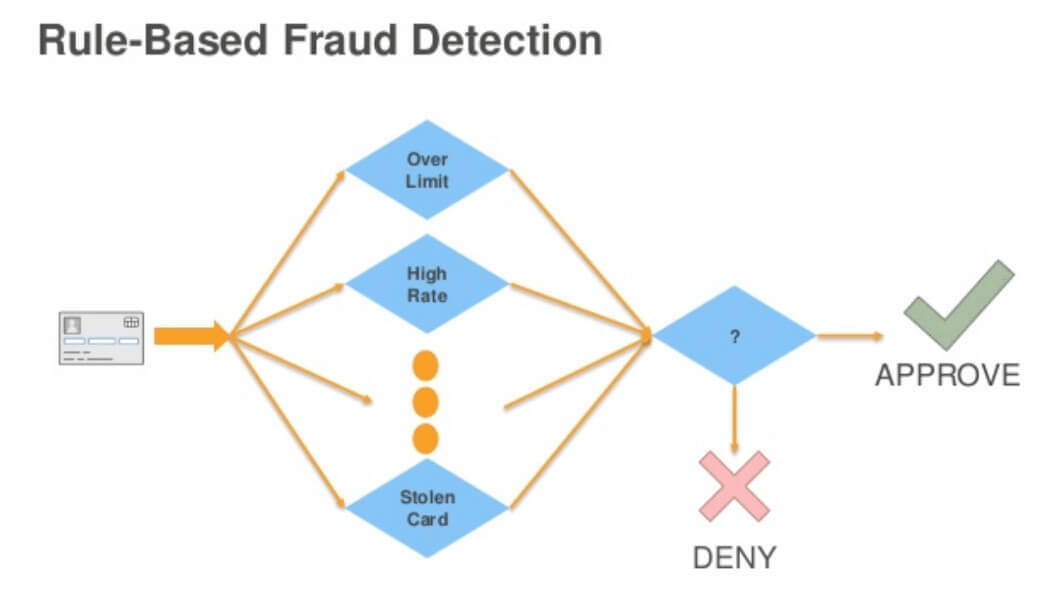 Rule-Based Fraud Detection
Over
Limit
High
Rate
Stolen
Card
?
APPROVE
DENY